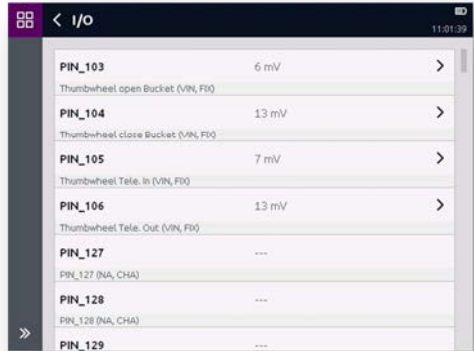 I/O
11:01:39
PIN_103 6 mV
Thumbwheel open Bucket (VIN, FIX)
PIN_104 13 mV
Thumbwheel close Bucket (VIN, FIX)
PIN_105 7 mV
Thumbwheel Tele. In (VIN, FIX)
PIN_106 13 mV
Thumbwheel Tele. Out (VIN, FIX)
PIN_127 ---
PIN_127 (NA, CHA)
PIN_128 ---
PIN_128 (NA, CHA)
PIN_129 ---